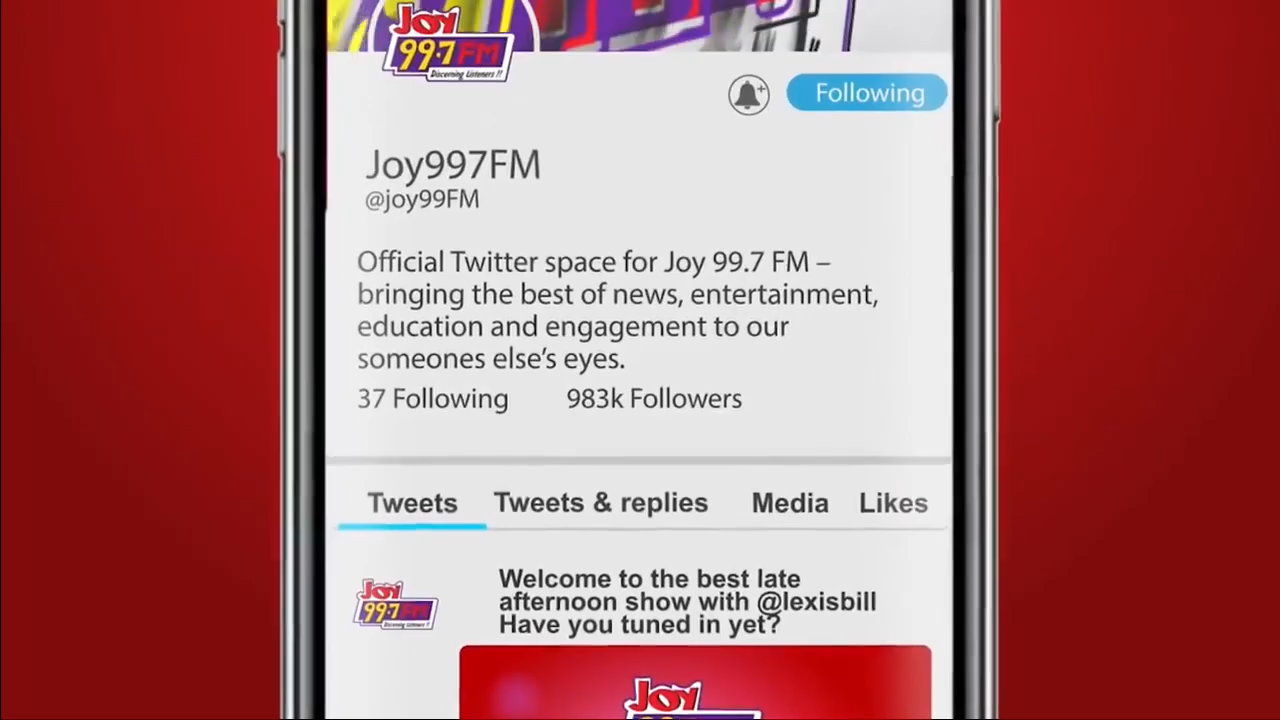 JOY
99.7 FM
Discerning Listeners !!
Following
Joy997FM
@joy99FM
Official Twitter space for Joy 99.7 FM –
bringing the best of news, entertainment,
education and engagement to our
someones else’s eyes.
37 Following 983k Followers
Tweets Tweets & replies Media Likes
JOY
99.7 FM
Discerning Listeners !!
Welcome to the best late
afternoon show with @lexisbill
Have you tuned in yet?
JOY